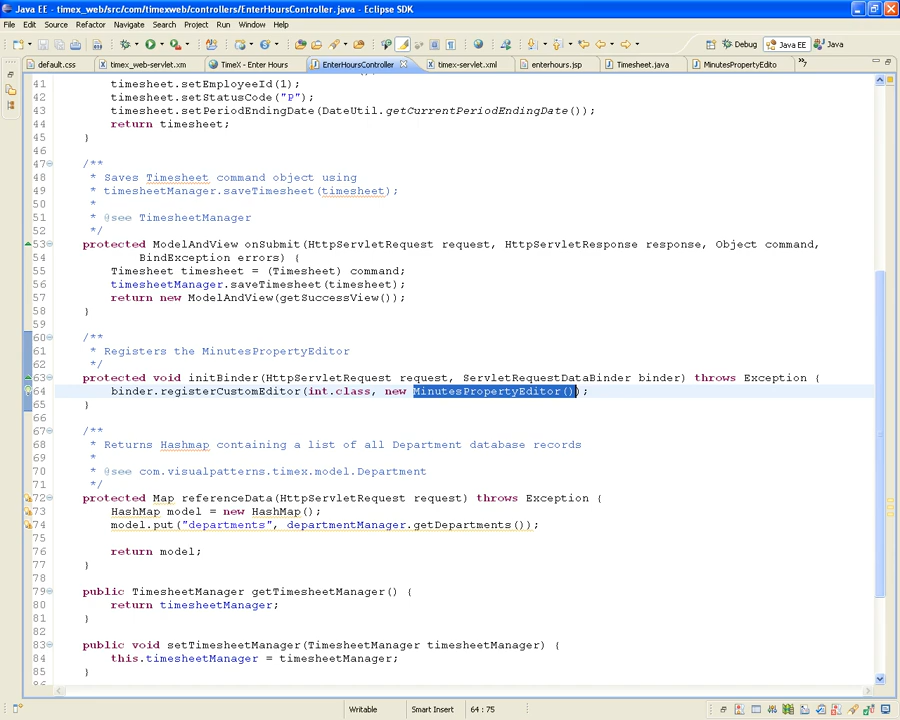 Java EE - timex_web/src/com/timexweb/controllers/EnterHoursController.java - Eclipse SDK
File Edit Source Refactor Navigate Search Project Run Window Help
Debug Java EE Java
default.css timex_web-servlet.xm TimeX - Enter Hours EnterHoursController timex-servlet.xml enterhours.jsp Timesheet.java MinutesPropertyEdito »7
41 timesheet.setEmployeeId(1);
42 timesheet.setStatusCode("P");
43 timesheet.setPeriodEndingDate(DateUtil.getCurrentPeriodEndingDate());
44 return timesheet;
45 }
46
47 /**
48 * Saves Timesheet command object using
49 * timesheetManager.saveTimesheet(timesheet);
50 *
51 * @see TimesheetManager
52 */
53 protected ModelAndView onSubmit(HttpServletRequest request, HttpServletResponse response, Object command,
54 BindException errors) {
55 Timesheet timesheet = (Timesheet) command;
56 timesheetManager.saveTimesheet(timesheet);
57 return new ModelAndView(getSuccessView());
58 }
59
60 /**
61 * Registers the MinutesPropertyEditor
62 */
63 protected void initBinder(HttpServletRequest request, ServletRequestDataBinder binder) throws Exception {
64 binder.registerCustomEditor(int.class, new MinutesPropertyEditor());
65 }
66
67 /**
68 * Returns Hashmap containing a list of all Department database records
69 *
70 * @see com.visualpatterns.timex.model.Department
71 */
72 protected Map referenceData(HttpServletRequest request) throws Exception {
73 HashMap model = new HashMap();
74 model.put("departments", departmentManager.getDepartments());
75
76 return model;
77 }
78
79 public TimesheetManager getTimesheetManager() {
80 return timesheetManager;
81 }
82
83 public void setTimesheetManager(TimesheetManager timesheetManager) {
84 this.timesheetManager = timesheetManager;
85 }
Writable Smart Insert 64 : 75